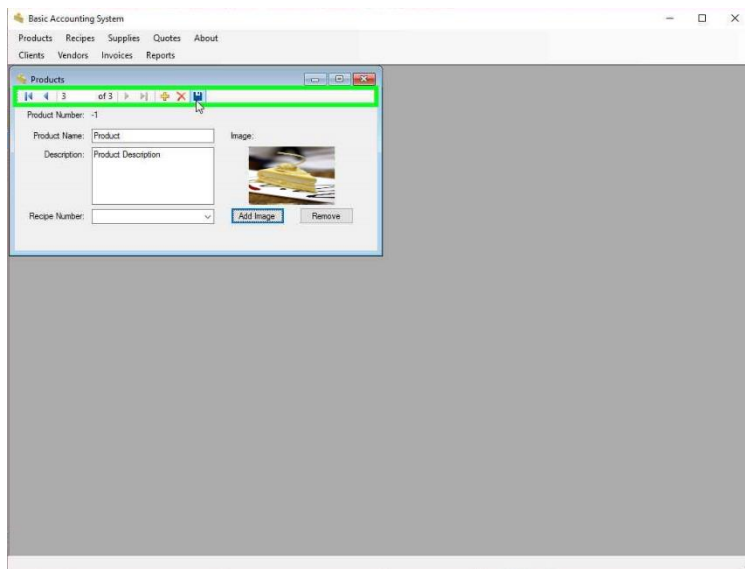 Basic Accounting System
Products Recipes Supplies Quotes About
Clients Vendors Invoices Reports
Products
3 of 3
Product Number: -1
Product Name: Product
Image:
Description: Product Description
Recipe Number:
Add Image Remove